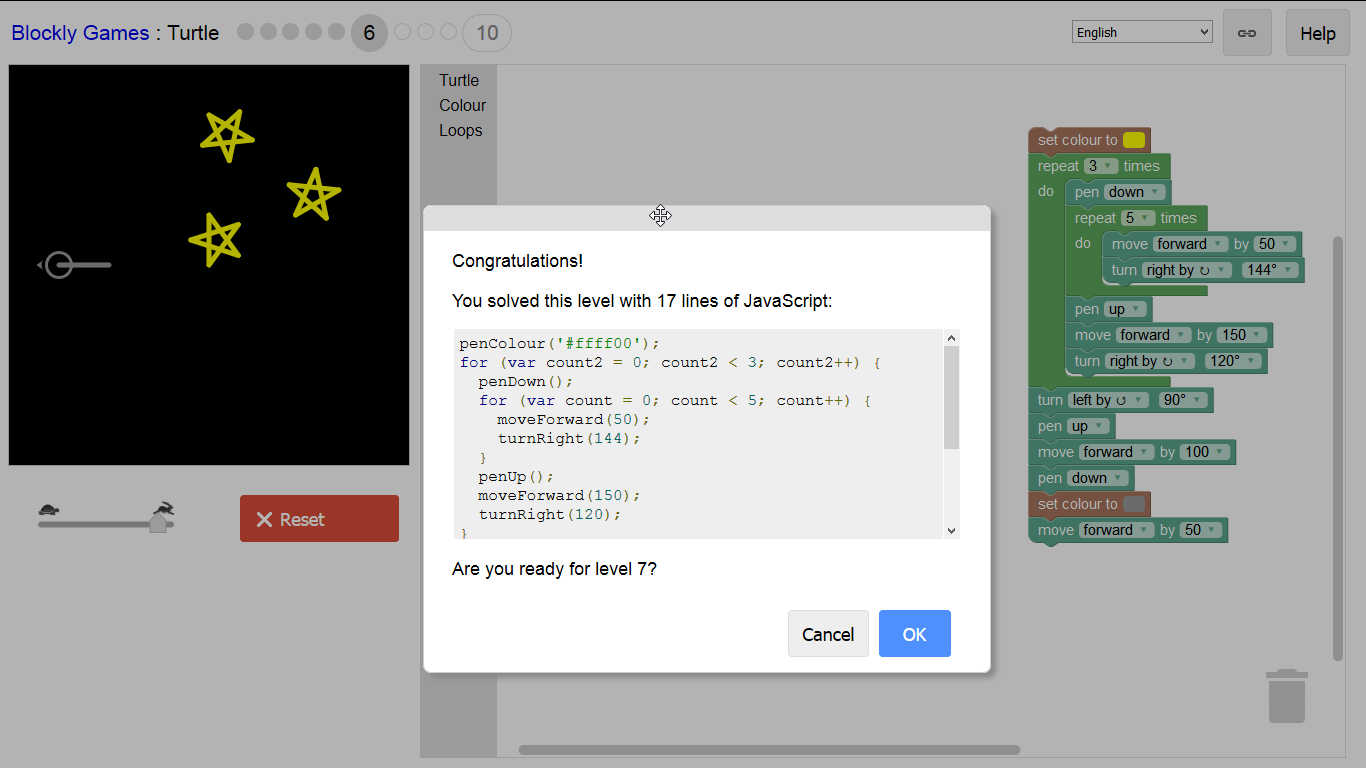 Blockly Games : Turtle
6
10
English
Help
Turtle
Colour
Loops
set colour to
repeat 3 times
do
pen down
repeat 5 times
do
move forward by 50
turn right by ↻ 144°
pen up
move forward by 150
turn right by ↻ 120°
turn left by ↺ 90°
pen up
move forward by 100
pen down
set colour to
move forward by 50
Reset
Congratulations!
You solved this level with 17 lines of JavaScript:
penColour('#ffff00');
for (var count2 = 0; count2 < 3; count2++) {
  penDown();
  for (var count = 0; count < 5; count++) {
    moveForward(50);
    turnRight(144);
  }
  penUp();
  moveForward(150);
  turnRight(120);
}
Are you ready for level 7?
Cancel
OK